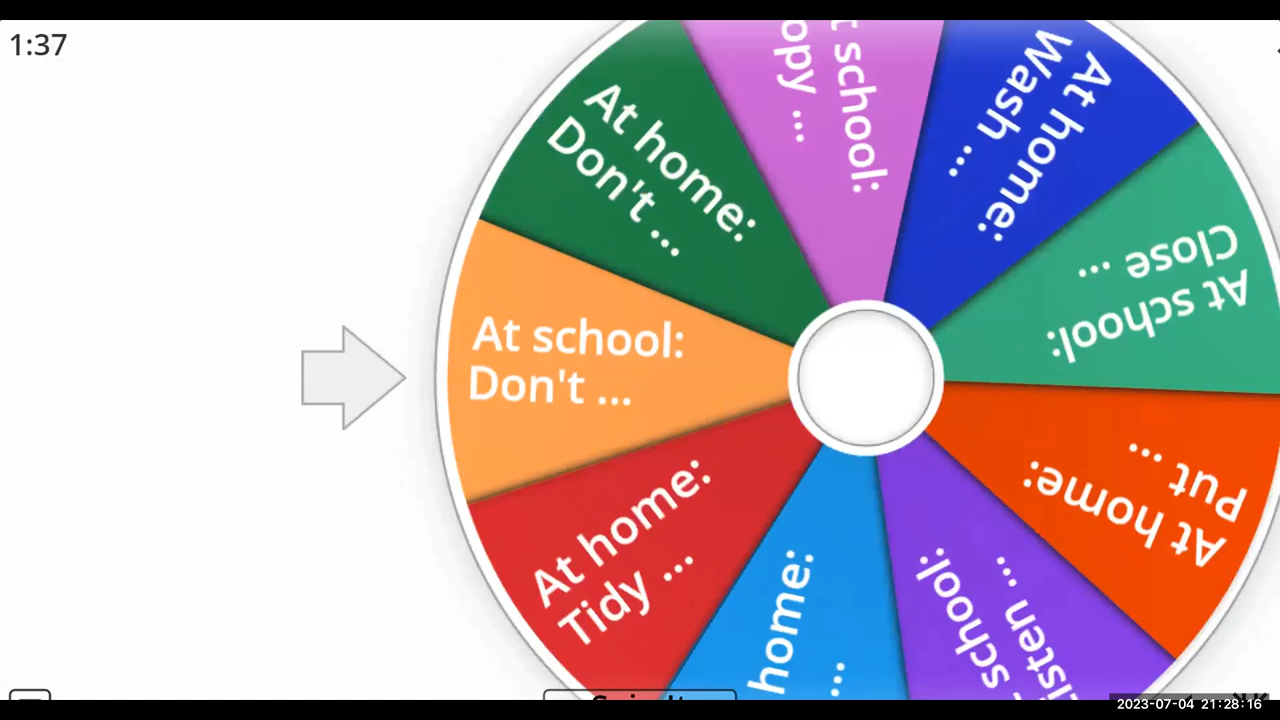 1:37
At home:
Don't ...
school:
opy ...
At home:
Wash ...
At school:
Close ...
At school:
Don't ...
At home:
Put ...
At home:
Tidy ...
home:
...
school:
isten ...
2023-07-04 21:28:16